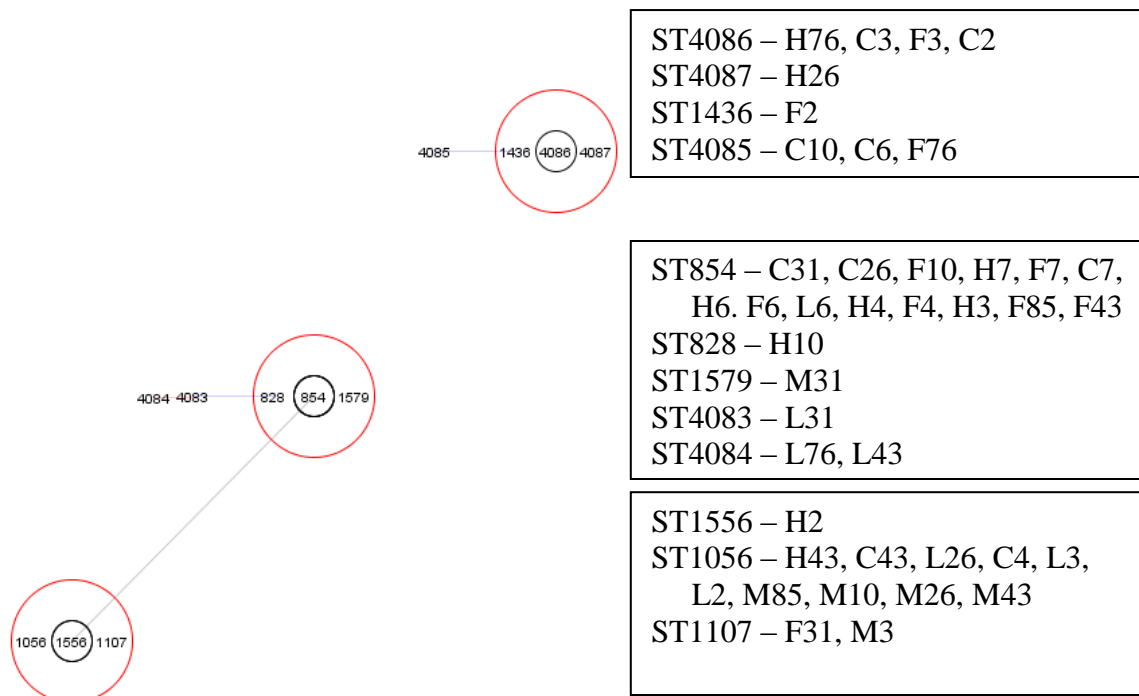 ST4086 – H76, C3, F3, C2
ST4087 – H26
ST1436 – F2
ST4085 – C10, C6, F76
4085 1436 4086 4087
ST854 – C31, C26, F10, H7, F7, C7,
H6. F6, L6, H4, F4, H3, F85, F43
ST828 – H10
ST1579 – M31
ST4083 – L31
ST4084 – L76, L43
4084 4083 828 854 1579
ST1556 – H2
ST1056 – H43, C43, L26, C4, L3,
L2, M85, M10, M26, M43
ST1107 – F31, M3
1056 1556 1107